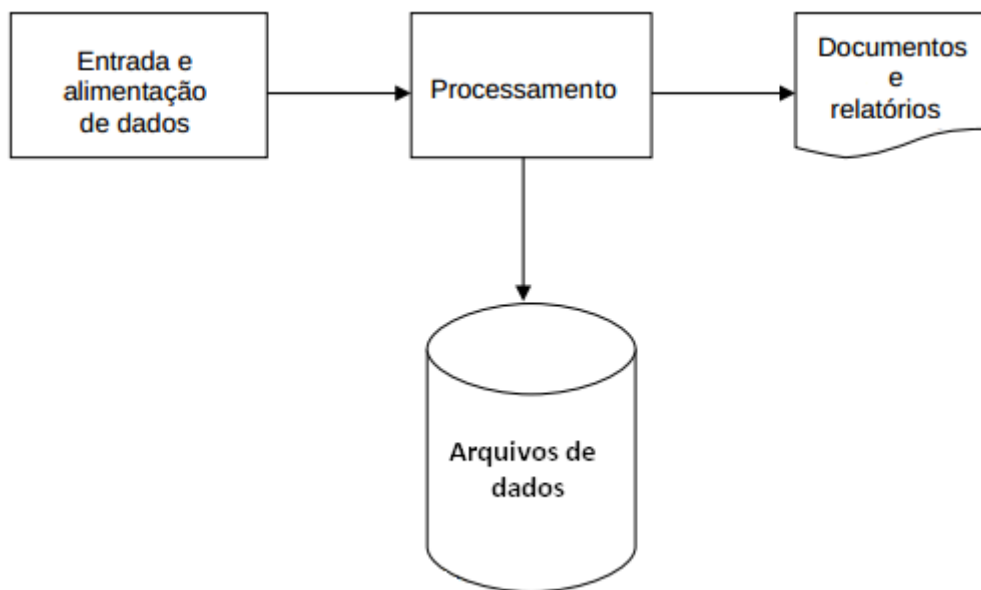 Entrada e
alimentação
de dados
Processamento
Documentos
e
relatórios
Arquivos de
dados